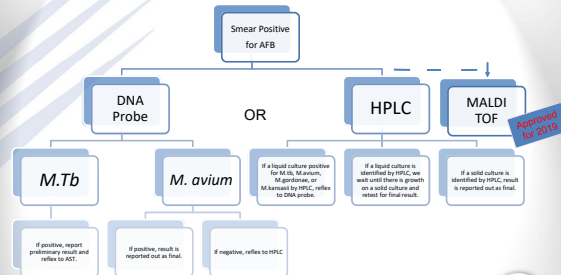 Smear Positive
for AFB
DNA
Probe
OR
HPLC
MALDI
TOF
Approved
for 2019
M.Tb
M. avium
If a liquid culture positive
for M.tb, M.avium,
M.gordonae, or
M.kansasii by HPLC, reflex
to DNA probe.
If a liquid culture is
identified by HPLC, we
wait until there is growth
on a solid culture and
retest for final result.
If a solid culture is
identified by HPLC, result
is reported out as final.
If positive, report
preliminary result and
reflex to AST.
If positive, result is
reported out as final.
If negative, reflex to HPLC